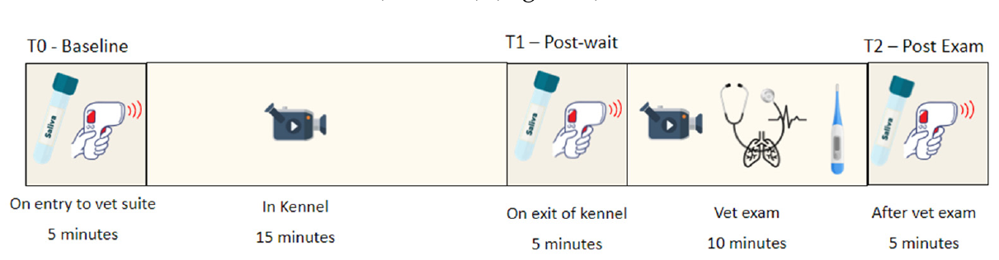 T0 - Baseline
T1 – Post-wait
T2 – Post Exam
Saliva
Saliva
Saliva
On entry to vet suite
5 minutes
In Kennel
15 minutes
On exit of kennel
5 minutes
Vet exam
10 minutes
After vet exam
5 minutes